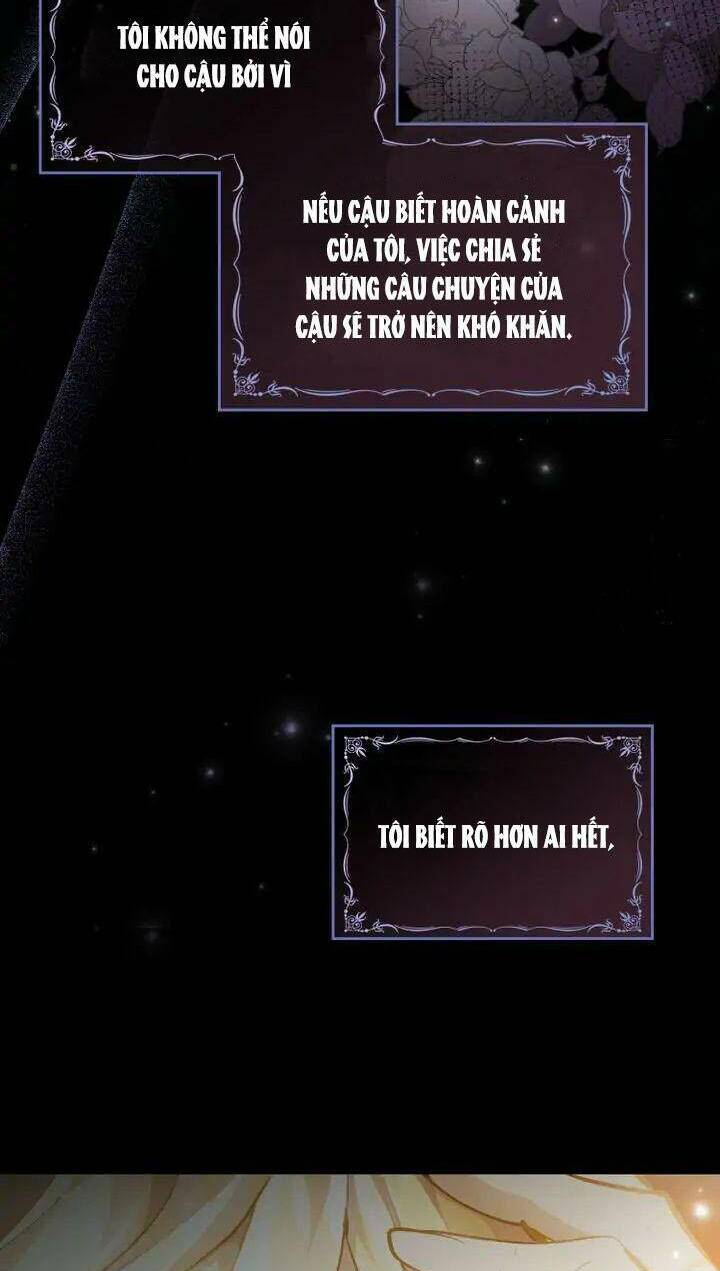 TÔI KHÔNG THỂ NÓI
CHO CẬU BỞI VÌ
NẾU CẬU BIẾT HOÀN CẢNH
CỦA TÔI, VIỆC CHIA SẺ
NHỮNG CÂU CHUYỆN CỦA
CẬU SẼ TRỞ NÊN KHÓ KHĂN.
TÔI BIẾT RÕ HƠN AI HẾT,